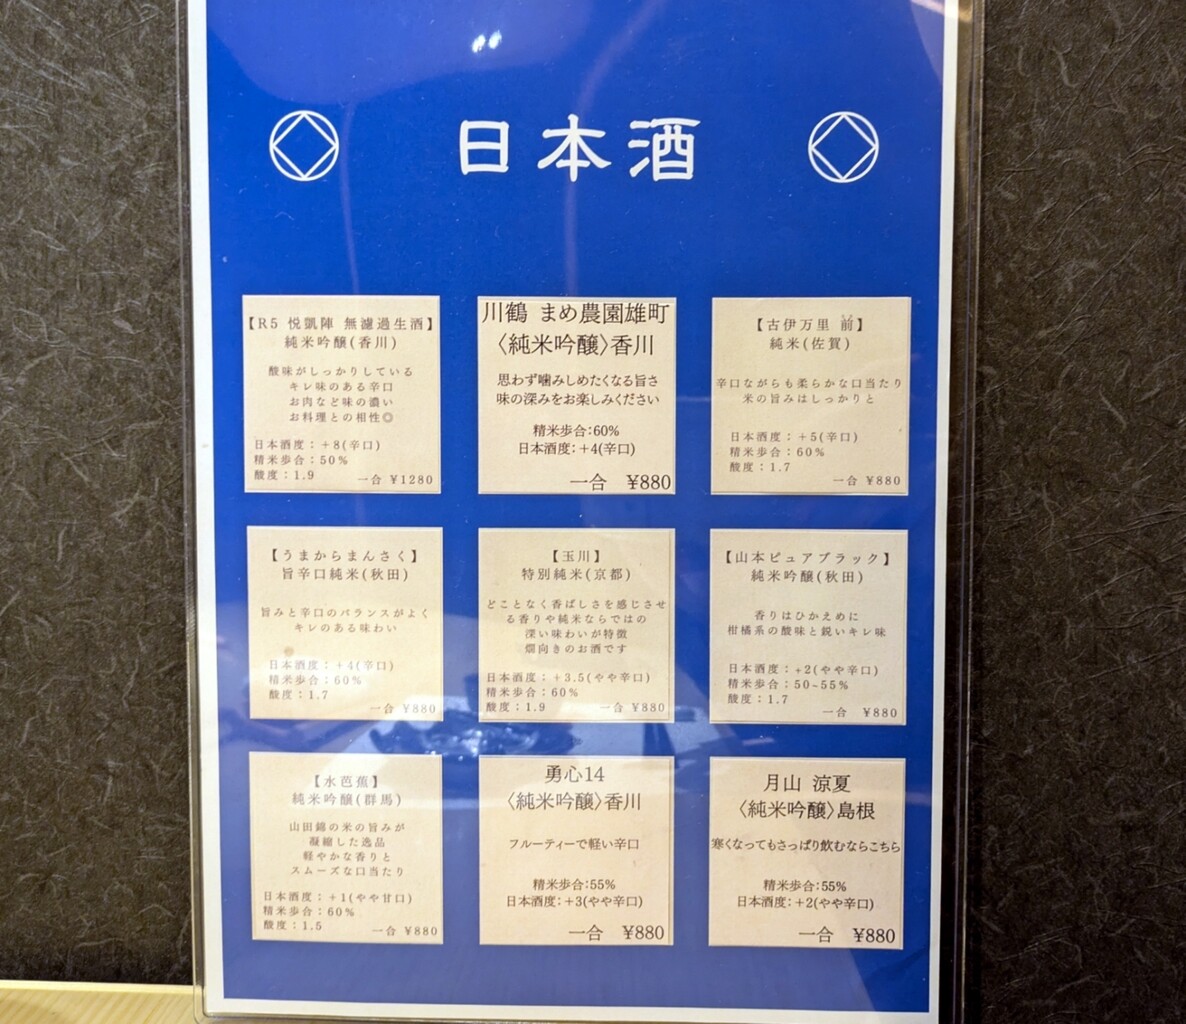 日本酒
【R5 悦凱陣 無濾過生酒】
純米吟醸(香川)
酸味がしっかりしている
キレ味のある辛口
お肉など味の濃い
お料理との相性◎
日本酒度：+8(辛口)
精米歩合：50%
酸度：1.9
一合 ¥1280
川鶴 まめ農園雄町
〈純米吟醸〉香川
思わず噛みしめたくなる旨さ
味の深みをお楽しみください
精米歩合:60%
日本酒度:+4(辛口)
一合 ¥880
【古伊万里 前】
純米(佐賀)
辛口ながらも柔らかな口当たり
米の旨みはしっかりと
日本酒度：+5(辛口)
精米歩合：60%
酸度：1.7
一合 ¥880
【うまからまんさく】
旨辛口純米(秋田)
旨みと辛口のバランスがよく
キレのある味わい
日本酒度：+4(辛口)
精米歩合：60%
酸度：1.7
一合 ¥880
【玉川】
特別純米(京都)
どことなく香ばしさを感じさせ
る香りや純米ならではの
深い味わいが特徴
燗向きのお酒です
日本酒度：+3.5(やや辛口)
精米歩合：60%
酸度：1.9
一合 ¥880
【山本ピュアブラック】
純米吟醸(秋田)
香りはひかえめに
柑橘系の酸味と鋭いキレ味
日本酒度：+2(やや辛口)
精米歩合：50~55%
酸度：1.7
一合 ¥880
【水芭蕉】
純米吟醸(群馬)
山田錦の米の旨みが
凝縮した逸品
軽やかな香りと
スムーズな口当たり
日本酒度：+1(やや甘口)
精米歩合：60%
酸度：1.5
一合 ¥880
勇心14
〈純米吟醸〉香川
フルーティーで軽い辛口
精米歩合:55%
日本酒度:+3(やや辛口)
一合 ¥880
月山 涼夏
〈純米吟醸〉島根
寒くなってもさっぱり飲むならこちら
精米歩合:55%
日本酒度:+2(やや辛口)
一合 ¥880